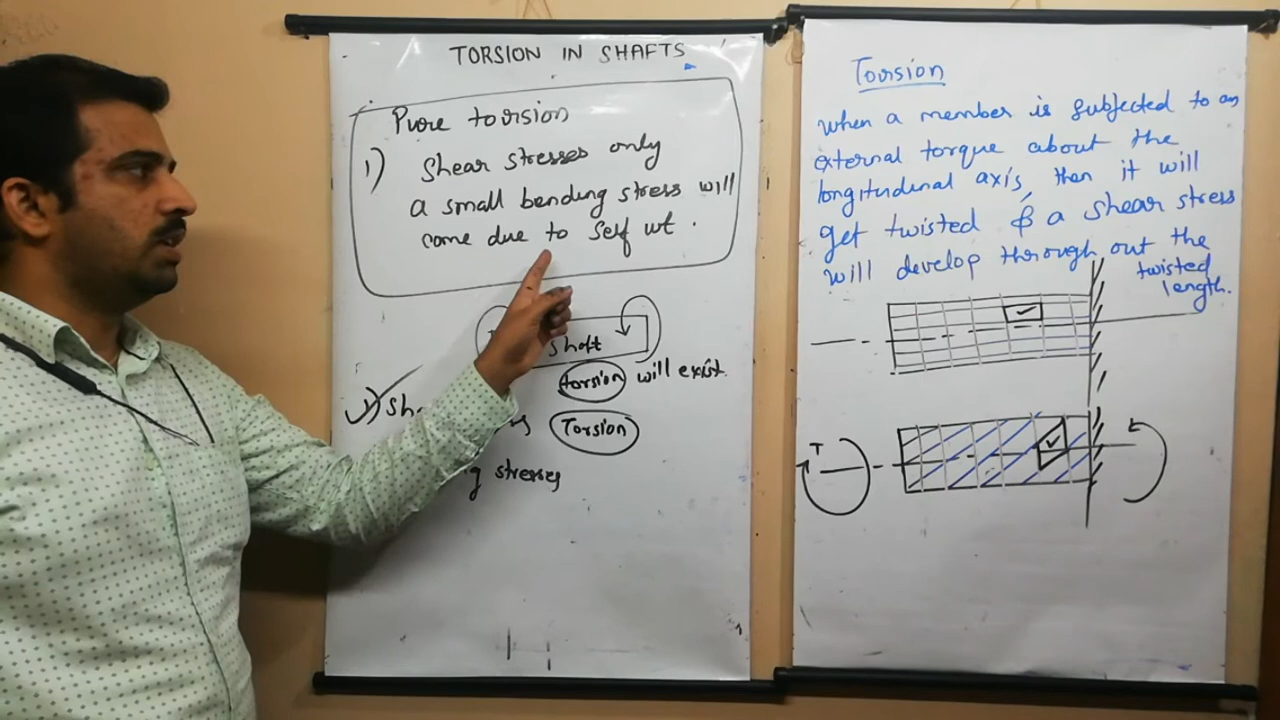 TORSION IN SHAFTS
Pure torsion
1) Shear stresses only
a small bending stress will
come due to self wt.
shaft
torsion will exist.
Torsion
stresses
Torsion
When a member is subjected to an
external torque about the
longitudinal axis, then it will
get twisted & a shear stress
will develop through out the
twisted
length.
T